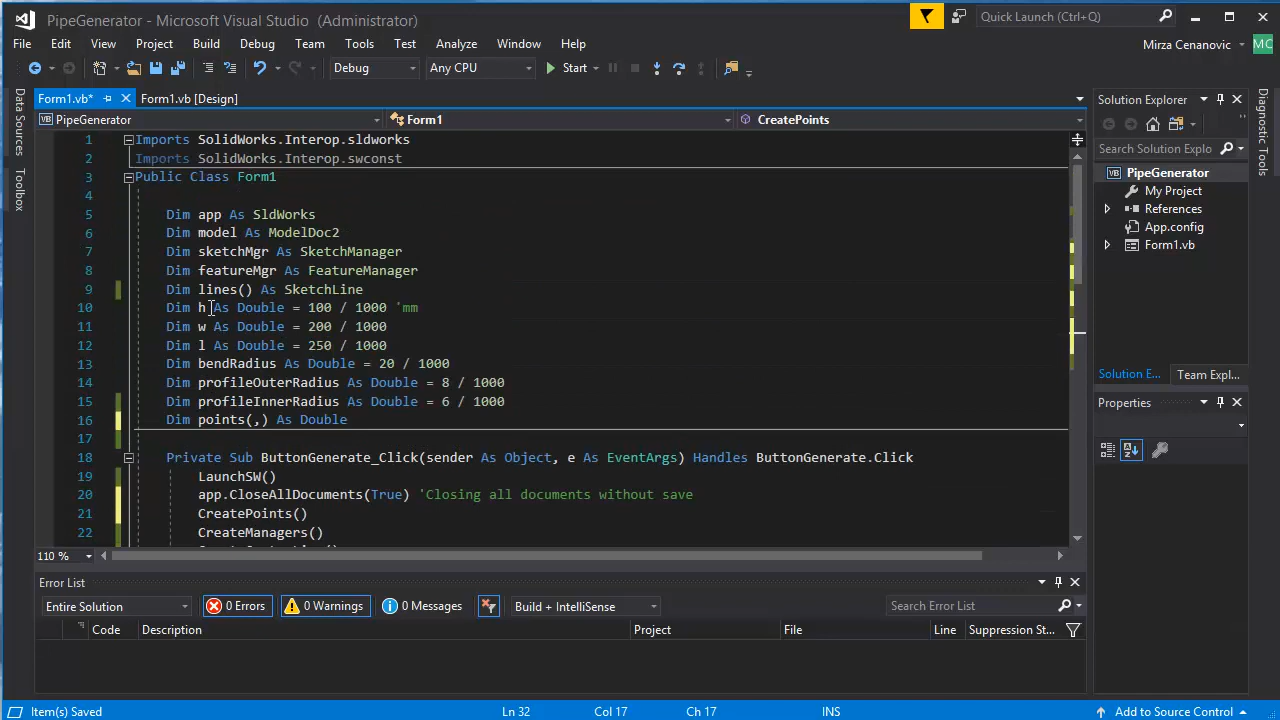 PipeGenerator - Microsoft Visual Studio (Administrator)
Quick Launch (Ctrl+Q)
File Edit View Project Build Debug Team Tools Test Analyze Window Help
Mirza Cenanovic
MC
Debug
Any CPU
Start
Form1.vb*
Form1.vb [Design]
PipeGenerator
Form1
CreatePoints
Data Sources
Toolbox
1 Imports SolidWorks.Interop.sldworks
2 Imports SolidWorks.Interop.swconst
3 Public Class Form1
4
5 Dim app As SldWorks
6 Dim model As ModelDoc2
7 Dim sketchMgr As SketchManager
8 Dim featureMgr As FeatureManager
9 Dim lines() As SketchLine
10 Dim h As Double = 100 / 1000 'mm
11 Dim w As Double = 200 / 1000
12 Dim l As Double = 250 / 1000
13 Dim bendRadius As Double = 20 / 1000
14 Dim profileOuterRadius As Double = 8 / 1000
15 Dim profileInnerRadius As Double = 6 / 1000
16 Dim points(,) As Double
17
18 Private Sub ButtonGenerate_Click(sender As Object, e As EventArgs) Handles ButtonGenerate.Click
19 LaunchSW()
20 app.CloseAllDocuments(True) 'Closing all documents without save
21 CreatePoints()
22 CreateManagers()
110 %
Solution Explorer
Search Solution Explo
PipeGenerator
My Project
References
App.config
Form1.vb
Solution E...
Team Expl...
Properties
Diagnostic Tools
Error List
Entire Solution
0 Errors
0 Warnings
0 Messages
Build + IntelliSense
Search Error List
Code Description Project File Line Suppression St...
Item(s) Saved
Ln 32
Col 17
Ch 17
INS
Add to Source Control